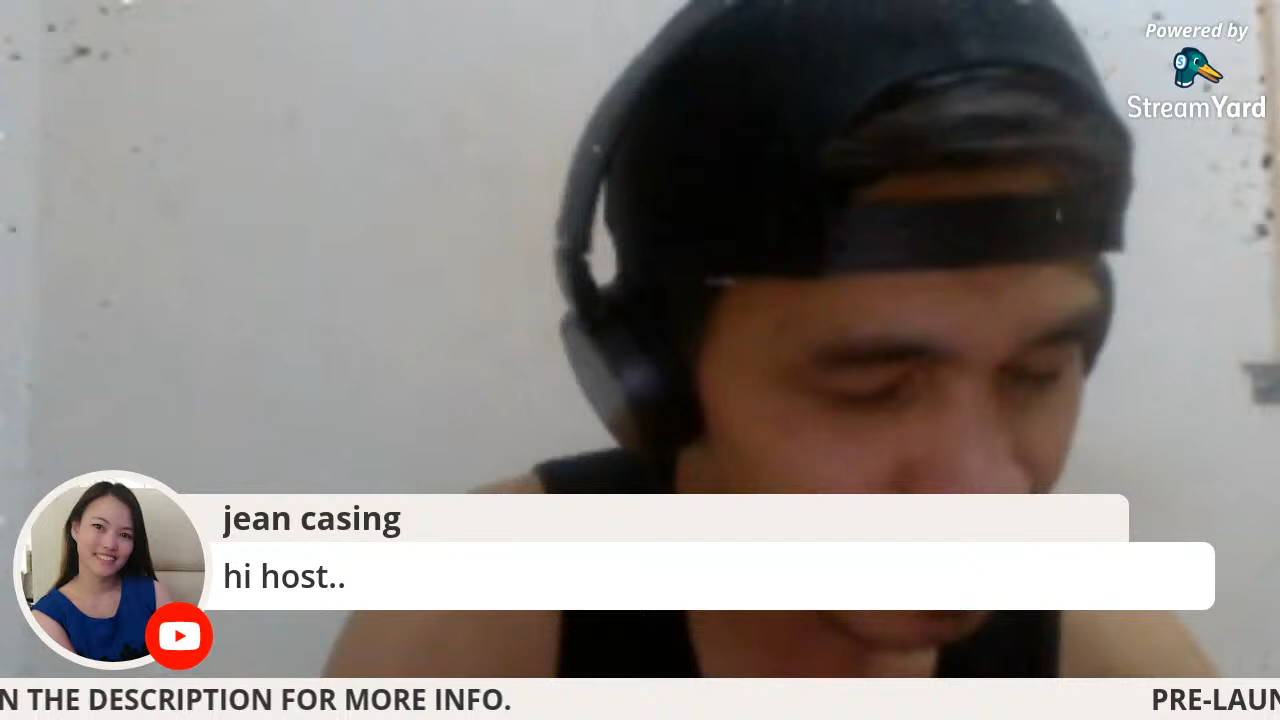 Powered by
StreamYard
jean casing
hi host..
N THE DESCRIPTION FOR MORE INFO.
PRE-LAUN